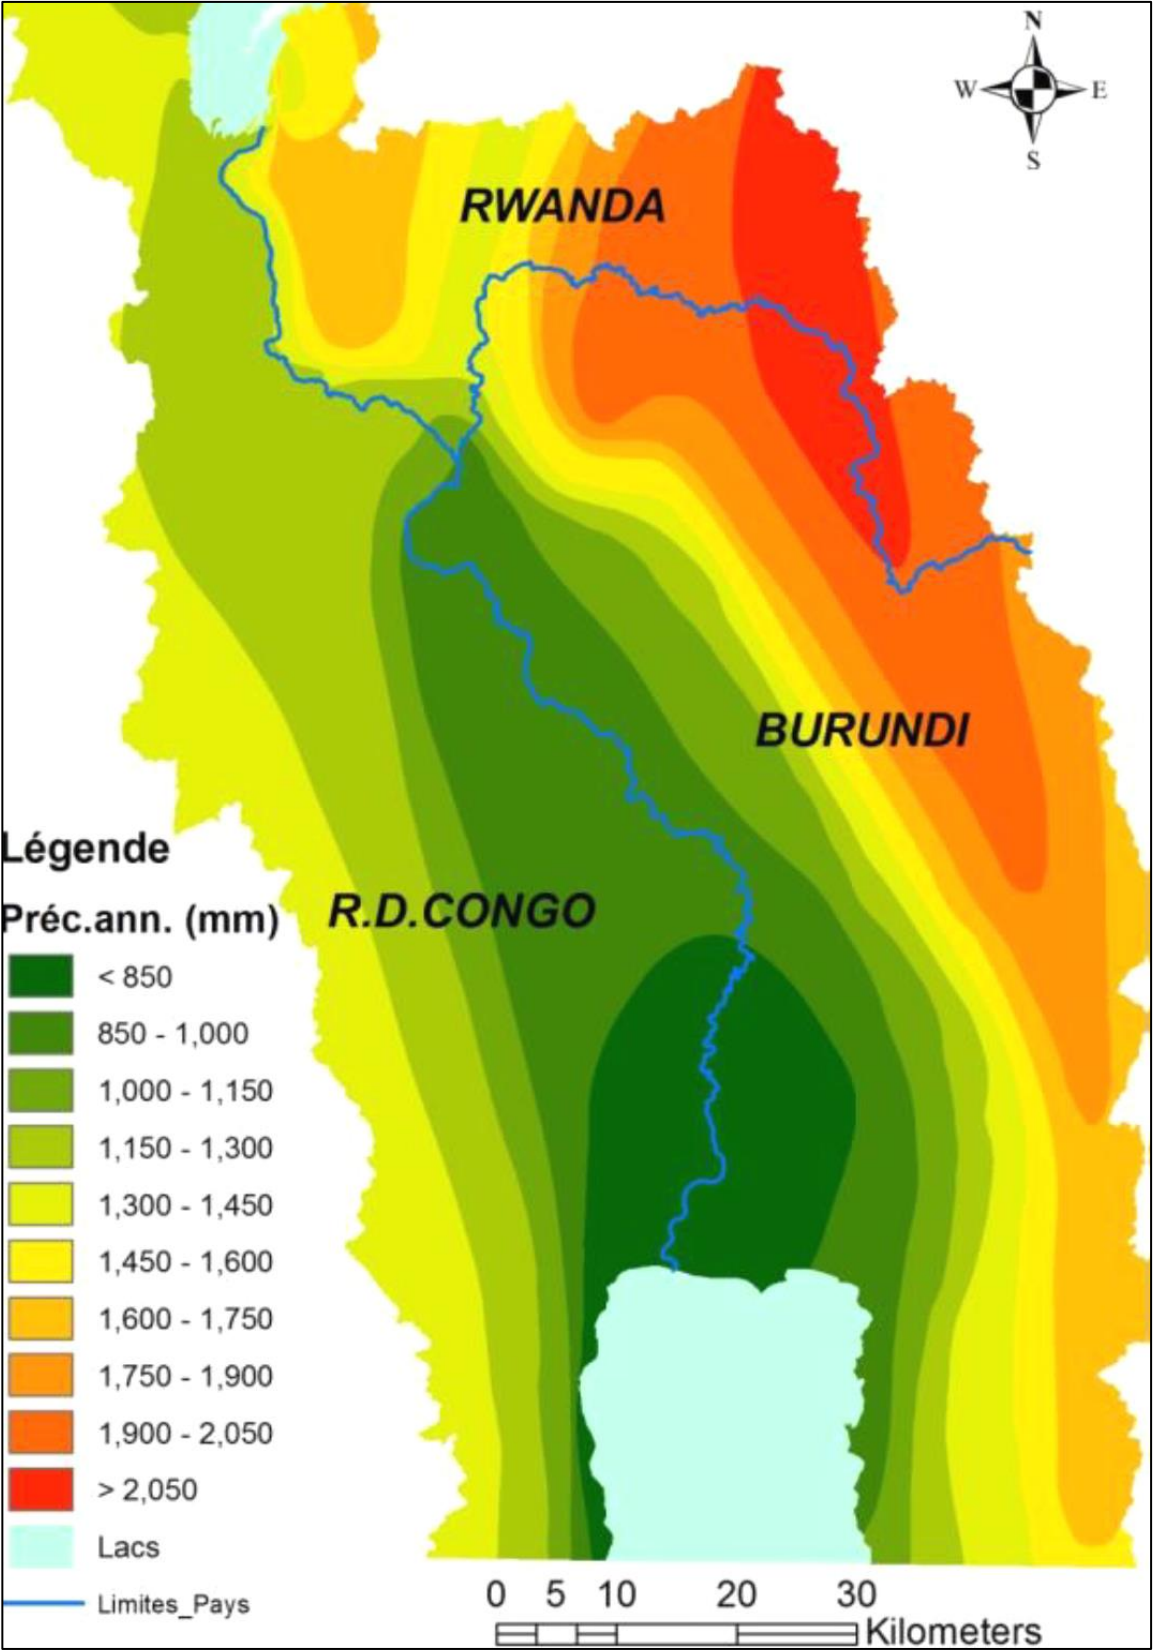 N
W E
S
RWANDA
BURUNDI
R.D.CONGO
Légende
Préc.ann. (mm)
< 850
850 - 1,000
1,000 - 1,150
1,150 - 1,300
1,300 - 1,450
1,450 - 1,600
1,600 - 1,750
1,750 - 1,900
1,900 - 2,050
> 2,050
Lacs
Limites_Pays
0 5 10 20 30
Kilometers